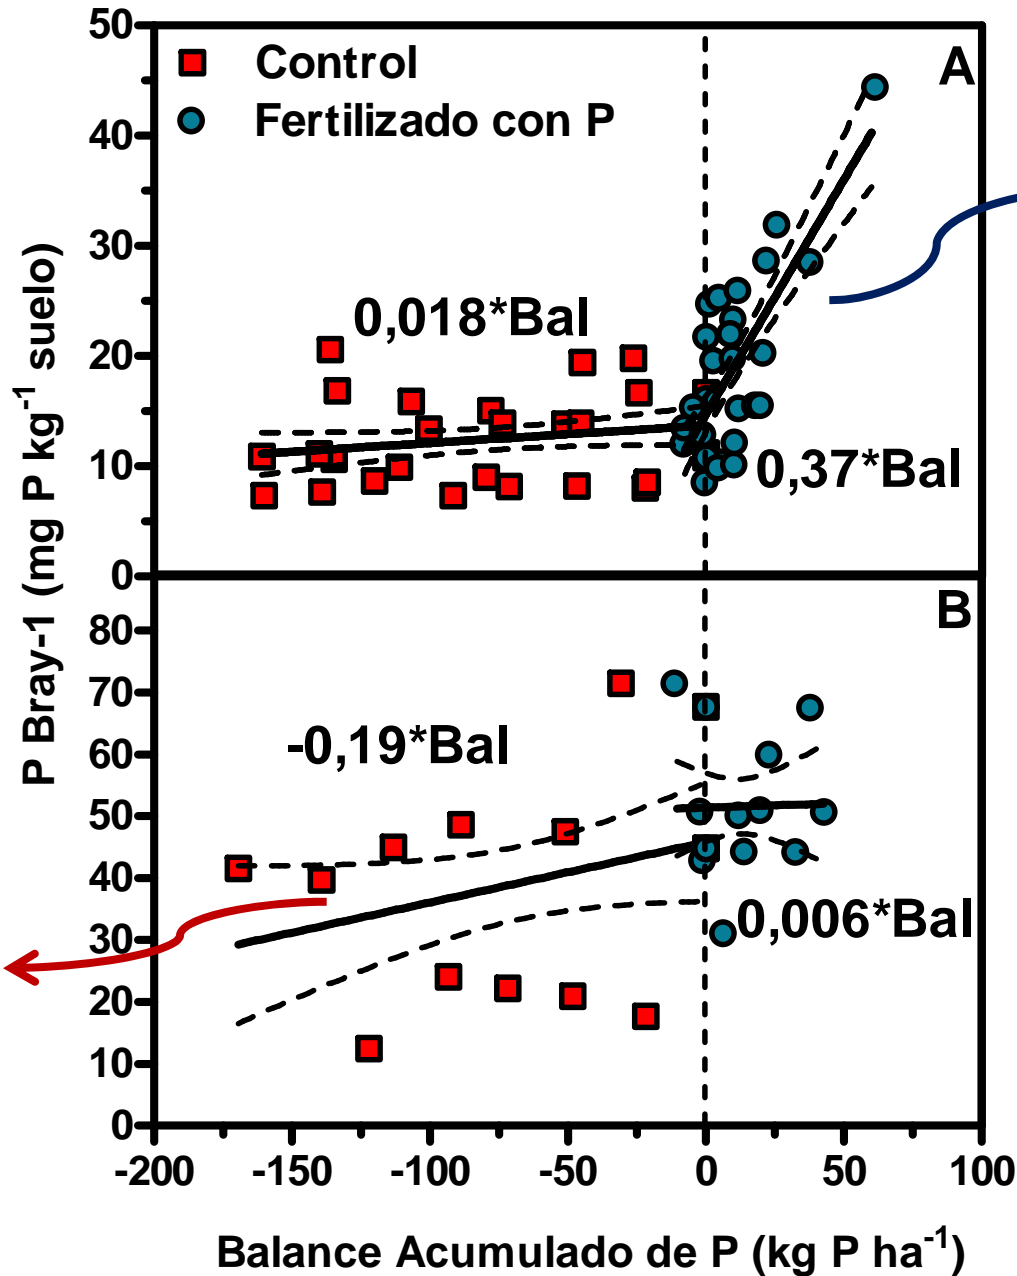 50
Control
A
Fertilizado con P
40
30
0,018*Bal
20
10
0,37*Bal
0
P Bray-1 (mg P kg⁻¹ suelo)
B
80
70
-0,19*Bal
60
50
40
30
0,006*Bal
20
10
0
-200 -150 -100 -50 0 50 100
Balance Acumulado de P (kg P ha⁻¹)